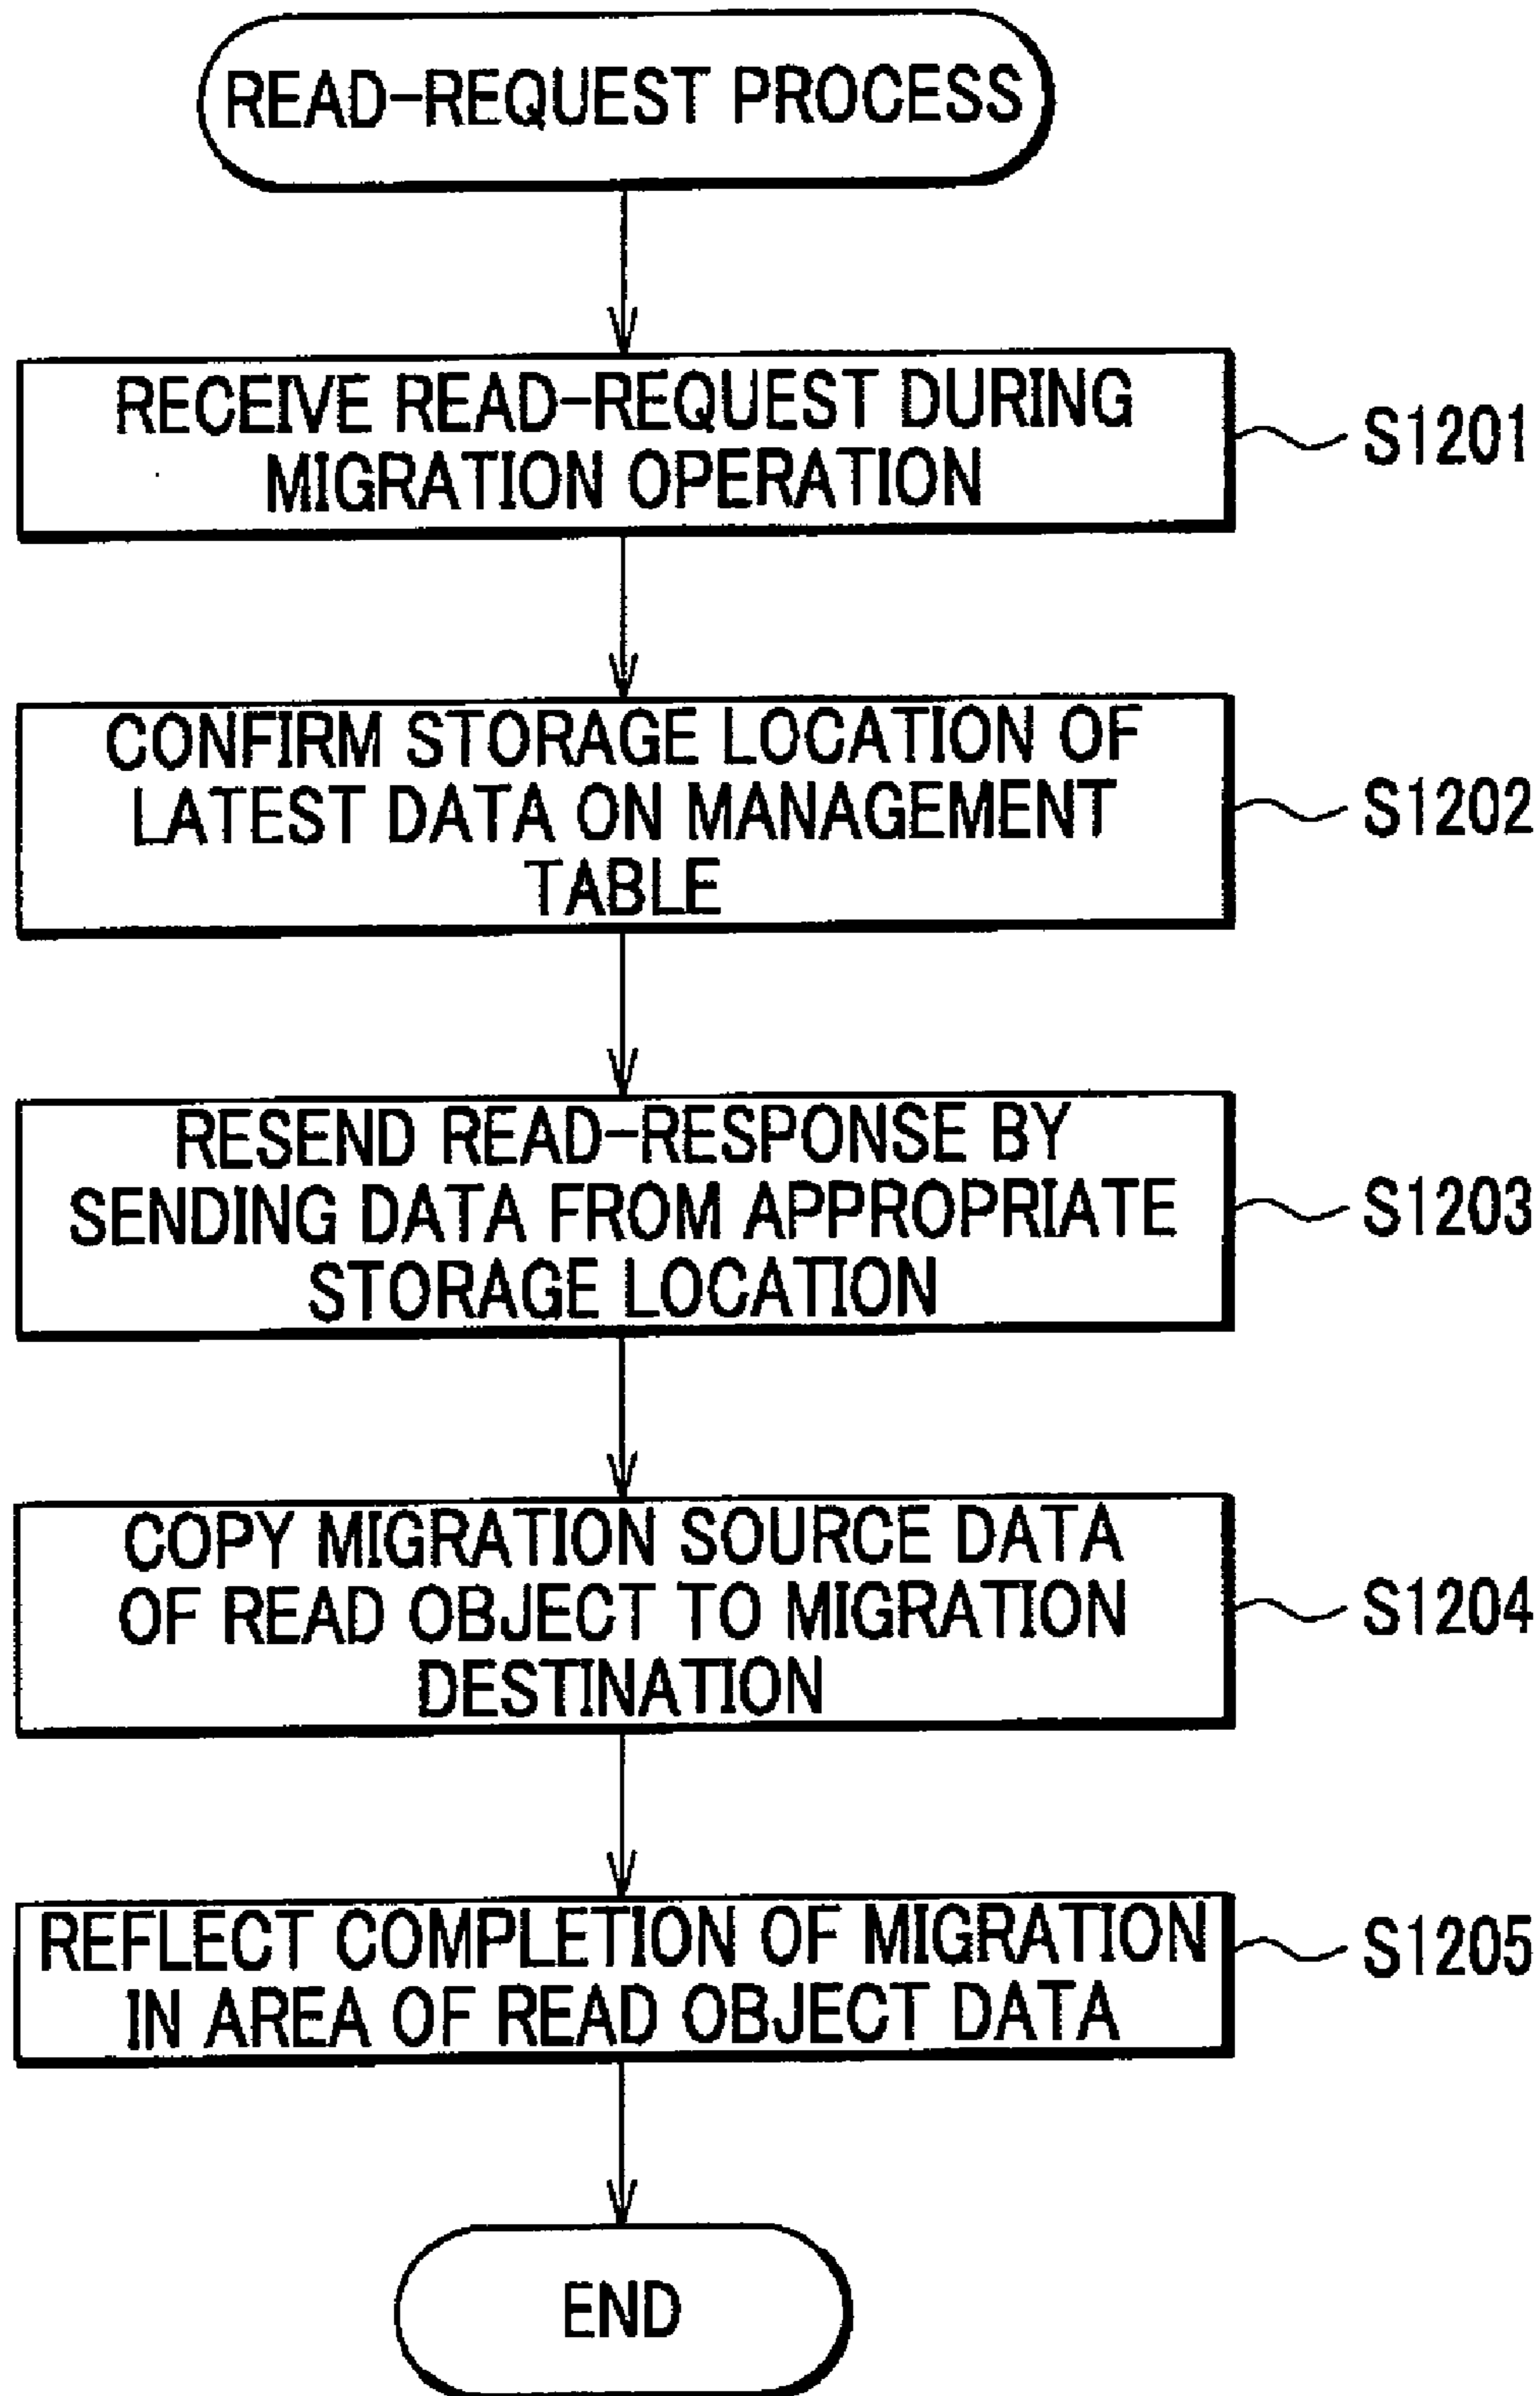 READ-REQUEST PROCESS
RECEIVE READ-REQUEST DURING
MIGRATION OPERATION
S1201
CONFIRM STORAGE LOCATION OF
LATEST DATA ON MANAGEMENT
TABLE
S1202
RESEND READ-RESPONSE BY
SENDING DATA FROM APPROPRIATE
STORAGE LOCATION
S1203
COPY MIGRATION SOURCE DATA
OF READ OBJECT TO MIGRATION
DESTINATION
S1204
REFLECT COMPLETION OF MIGRATION
IN AREA OF READ OBJECT DATA
S1205
END